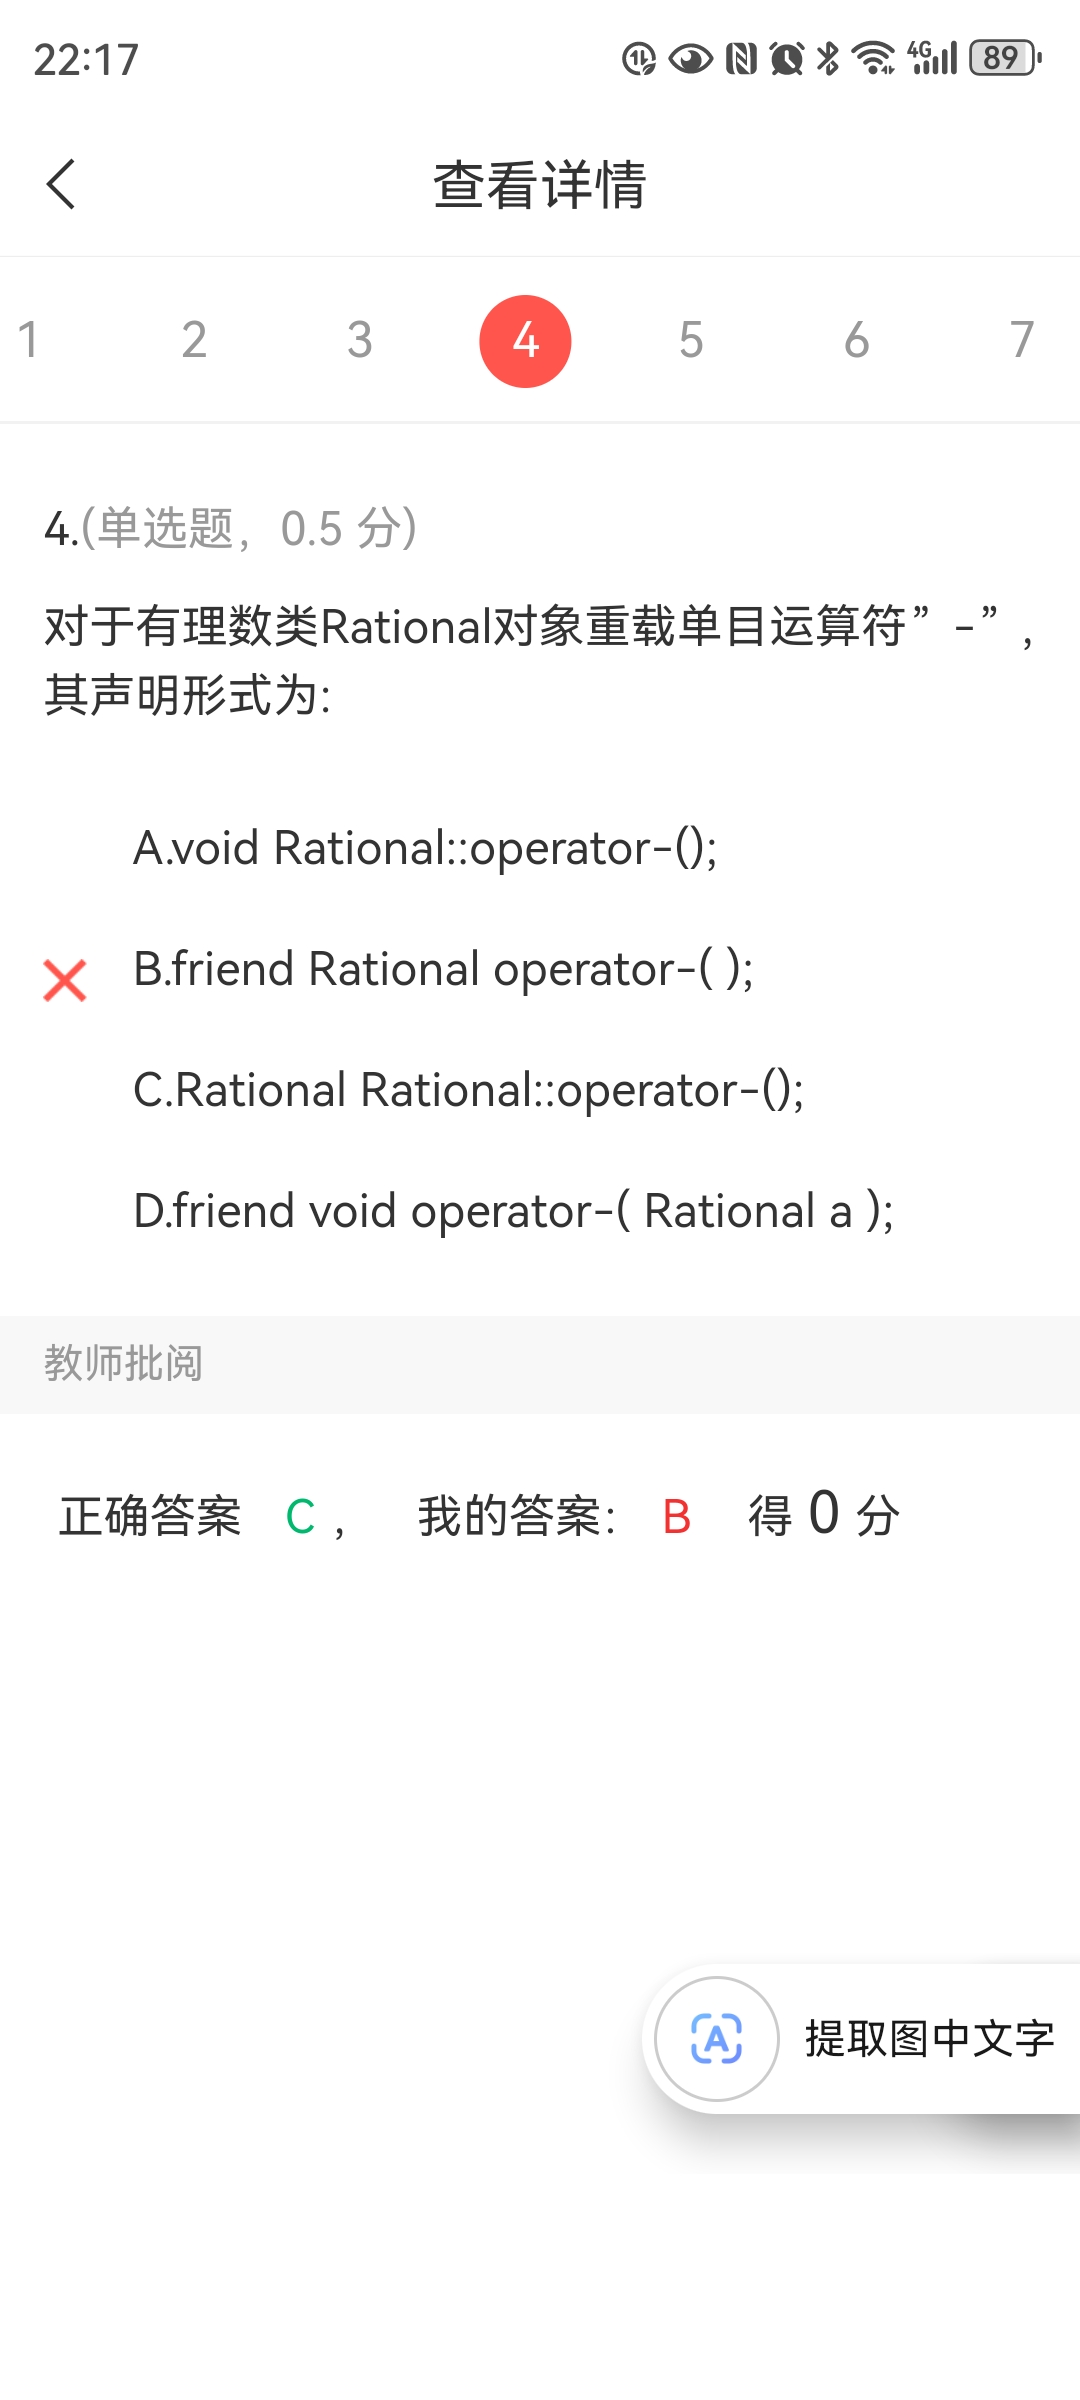 22:17
4G 89
查看详情
1 2 3 4 5 6 7
4.(单选题，0.5 分)
对于有理数类Rational对象重载单目运算符”-”,
其声明形式为:
A.void Rational::operator-();
B.friend Rational operator-( );
C.Rational Rational::operator-();
D.friend void operator-( Rational a );
教师批阅
正确答案 C , 我的答案: B 得 0 分
A 提取图中文字